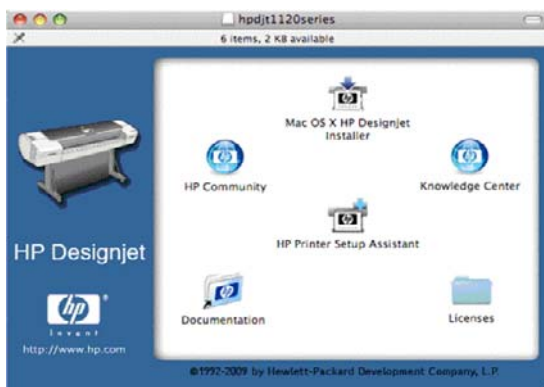 hpdjt1120series
6 items, 2 KB available
Mac OS X HP Designjet
Installer
HP Community
Knowledge Center
HP Printer Setup Assistant
HP Designjet
hp
invent
http://www.hp.com
Documentation
Licenses
©1992-2009 by Hewlett-Packard Development Company, L.P.